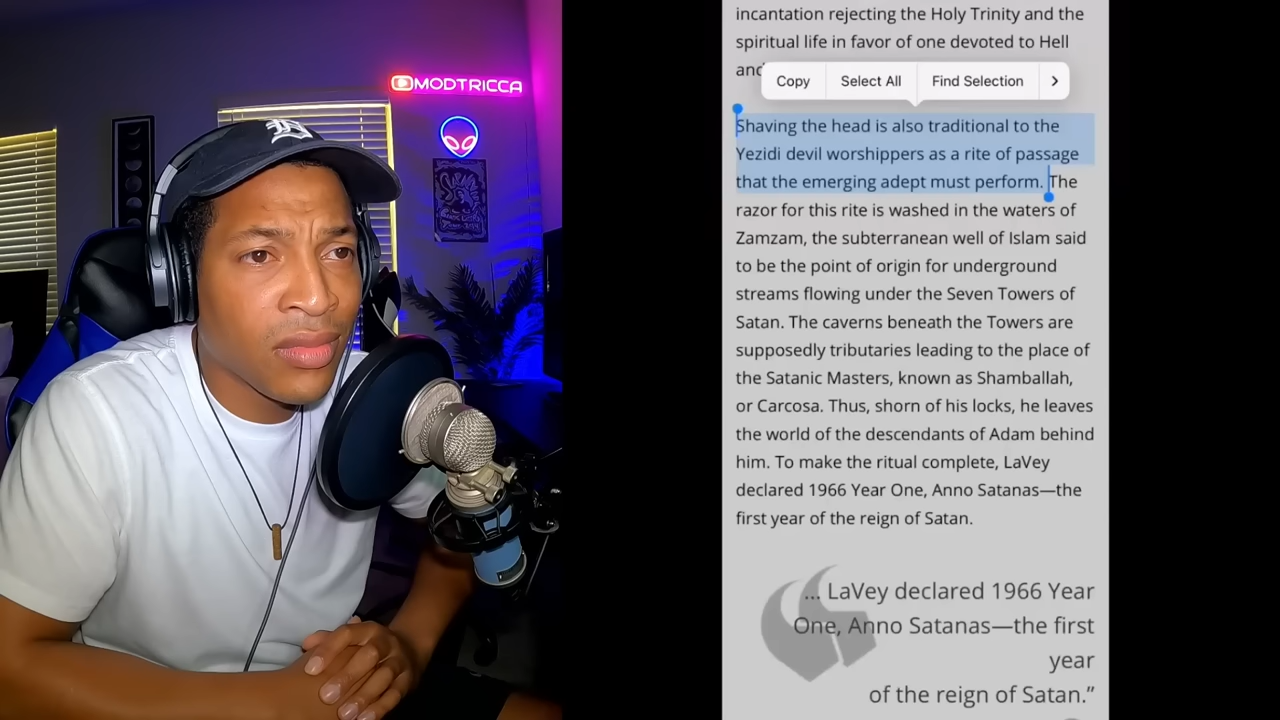 MODTRICCA
incantation rejecting the Holy Trinity and the
spiritual life in favor of one devoted to Hell
and
Copy
Select All
Find Selection
Shaving the head is also traditional to the
Yezidi devil worshippers as a rite of passage
that the emerging adept must perform. The
razor for this rite is washed in the waters of
Zamzam, the subterranean well of Islam said
to be the point of origin for underground
streams flowing under the Seven Towers of
Satan. The caverns beneath the Towers are
supposedly tributaries leading to the place of
the Satanic Masters, known as Shamballah,
or Carcosa. Thus, shorn of his locks, he leaves
the world of the descendants of Adam behind
him. To make the ritual complete, LaVey
declared 1966 Year One, Anno Satanas—the
first year of the reign of Satan.
... LaVey declared 1966 Year
One, Anno Satanas—the first
year
of the reign of Satan.”